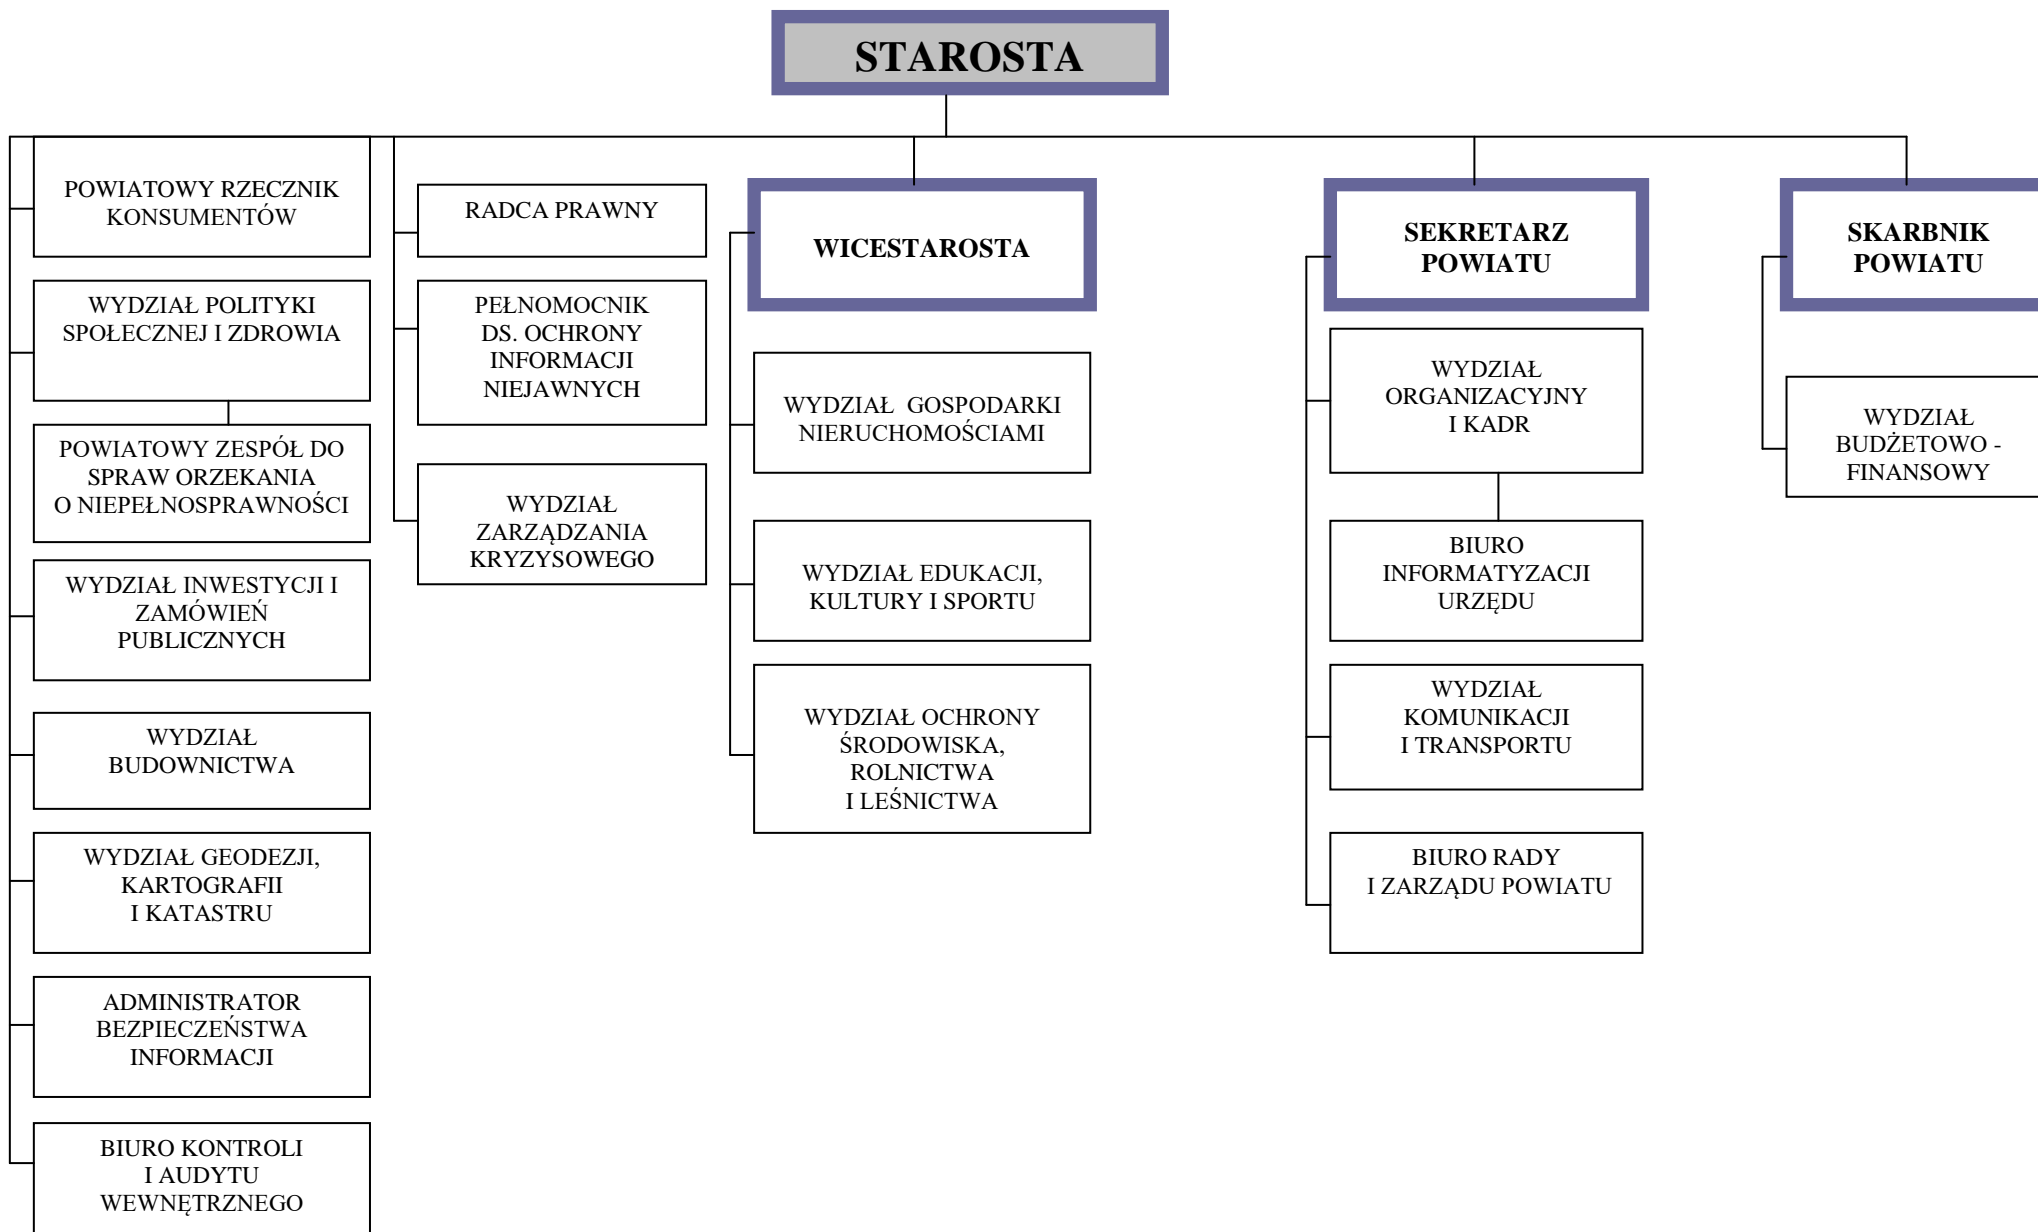 STAROSTA
POWIATOWY RZECZNIK
KONSUMENTÓW
WYDZIAŁ POLITYKI
SPOŁECZNEJ I ZDROWIA
POWIATOWY ZESPÓŁ DO
SPRAW ORZEKANIA
O NIEPEŁNOSPRAWNOŚCI
WYDZIAŁ INWESTYCJI I
ZAMÓWIEŃ
PUBLICZNYCH
WYDZIAŁ
BUDOWNICTWA
WYDZIAŁ GEODEZJI,
KARTOGRAFII
I KATASTRU
ADMINISTRATOR
BEZPIECZEŃSTWA
INFORMACJI
BIURO KONTROLI
I AUDYTU
WEWNĘTRZNEGO
RADCA PRAWNY
PEŁNOMOCNIK
DS. OCHRONY
INFORMACJI
NIEJAWNYCH
WYDZIAŁ
ZARZĄDZANIA
KRYZYSOWEGO
WICESTAROSTA
WYDZIAŁ GOSPODARKI
NIERUCHOMOŚCIAMI
WYDZIAŁ EDUKACJI,
KULTURY I SPORTU
WYDZIAŁ OCHRONY
ŚRODOWISKA,
ROLNICTWA
I LEŚNICTWA
SEKRETARZ
POWIATU
WYDZIAŁ
ORGANIZACYJNY
I KADR
BIURO
INFORMATYZACJI
URZĘDU
WYDZIAŁ
KOMUNIKACJI
I TRANSPORTU
BIURO RADY
I ZARZĄDU POWIATU
SKARBNIK
POWIATU
WYDZIAŁ
BUDŻETOWO -
FINANSOWY